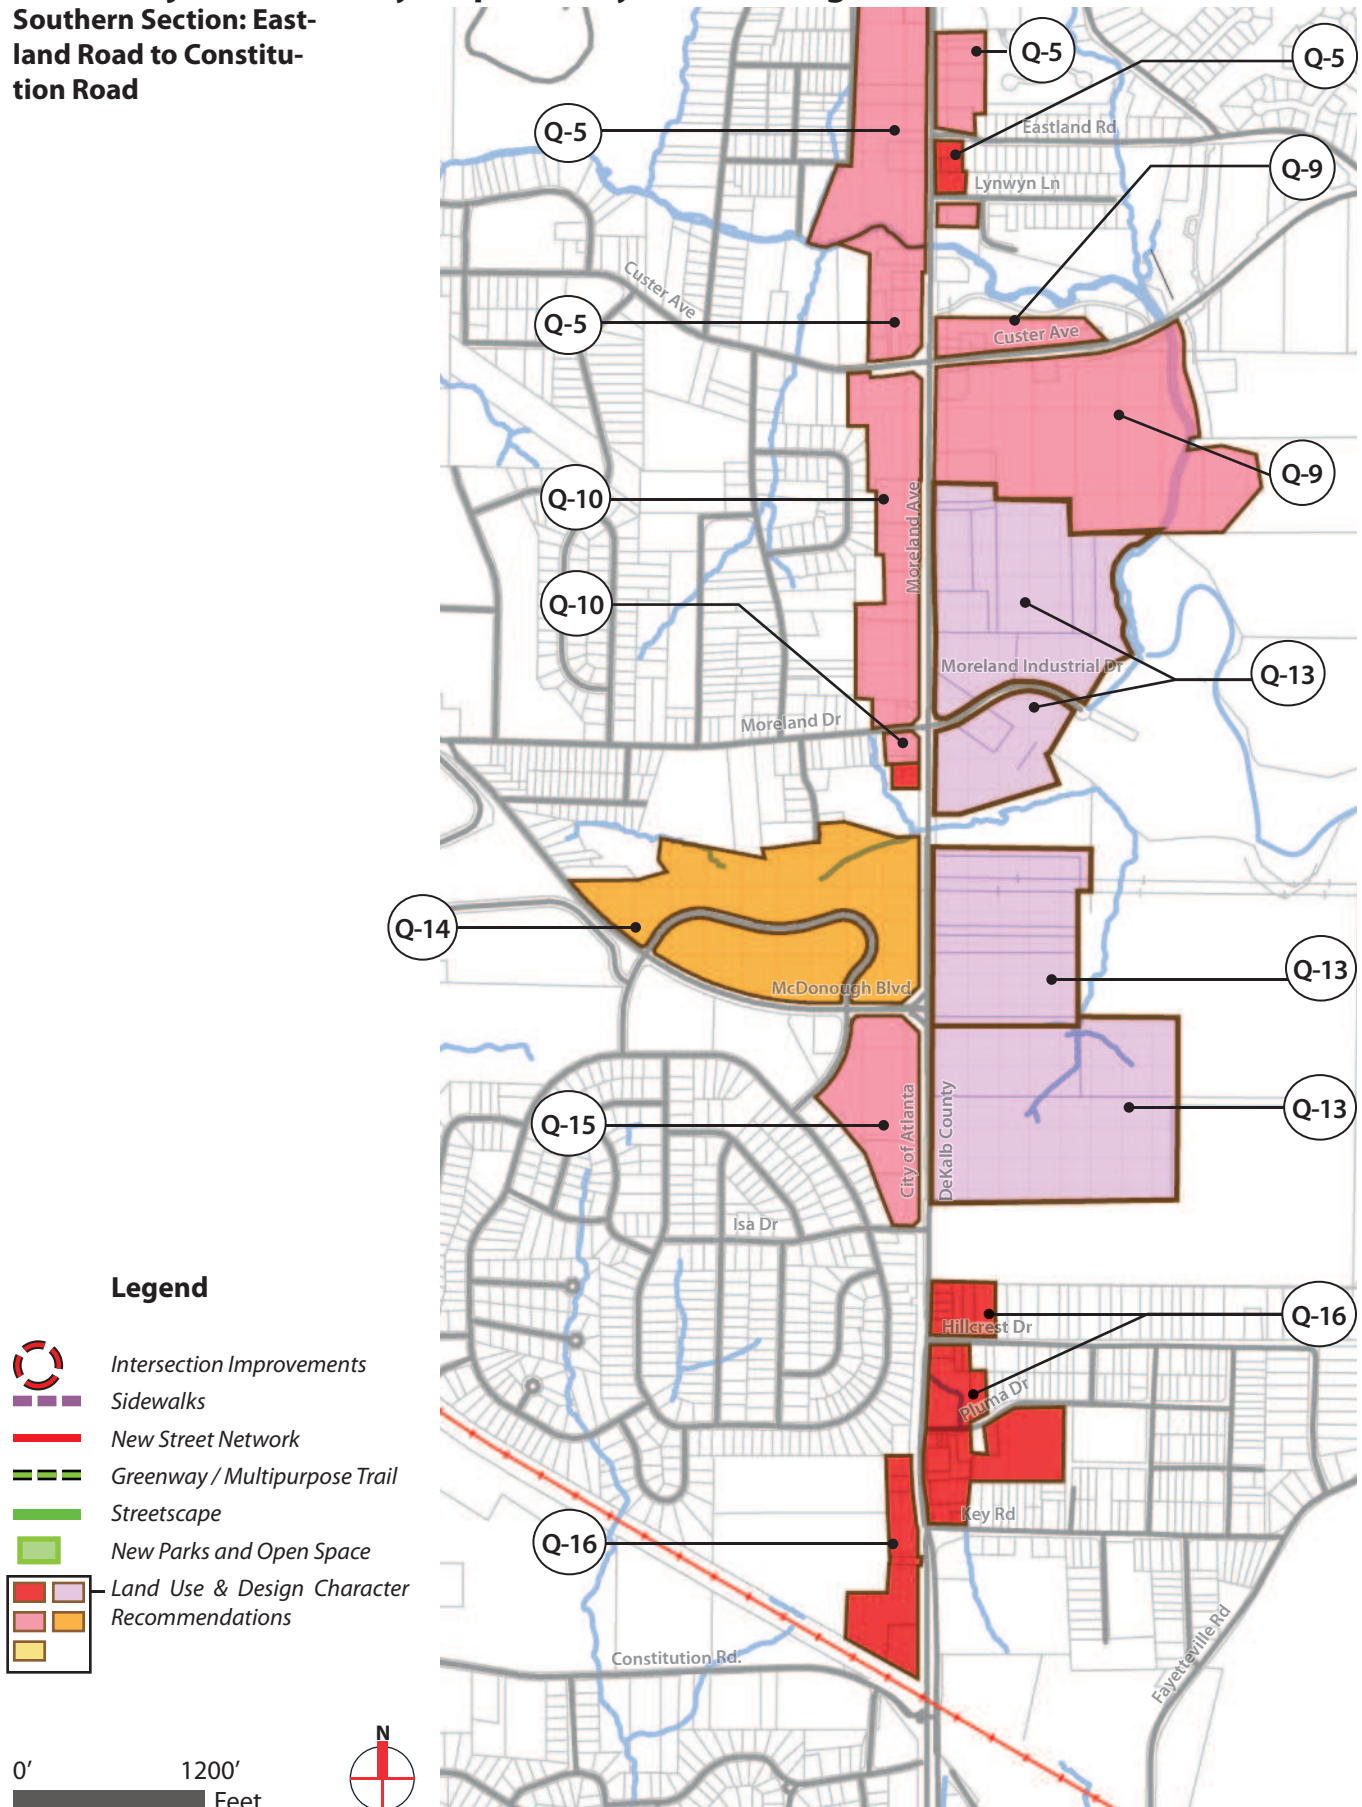 Southern Section: East-
land Road to Constitu-
tion Road
Q-5
Q-5
Q-5
Eastland Rd
Q-9
Lynwyn Ln
Custer Ave
Q-5
Custer Ave
Q-9
Q-10
Moreland Ave
Q-10
Moreland Industrial Dr
Q-13
Moreland Dr
Q-14
Q-13
McDonough Blvd
Q-13
Q-15
City of Atlanta
DeKalb County
Isa Dr
Legend
Q-16
Hillcrest Dr
Intersection Improvements
Sidewalks
Pluma Dr
New Street Network
Greenway / Multipurpose Trail
Streetscape
Key Rd
New Parks and Open Space
Q-16
Land Use & Design Character
Recommendations
Constitution Rd.
Fayetteville Rd
N
0' 1200'
Feet